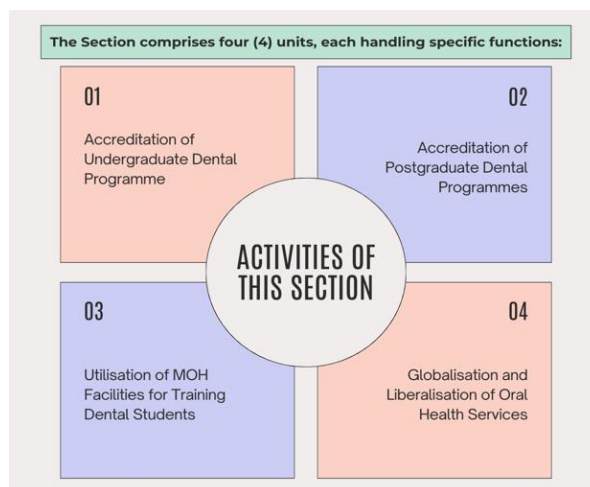 The Section comprises four (4) units, each handling specific functions:
01
Accreditation of
Undergraduate Dental
Programme
02
Accreditation of
Postgraduate Dental
Programmes
ACTIVITIES OF
THIS SECTION
03
Utilisation of MOH
Facilities for Training
Dental Students
04
Globalisation and
Liberalisation of Oral
Health Services